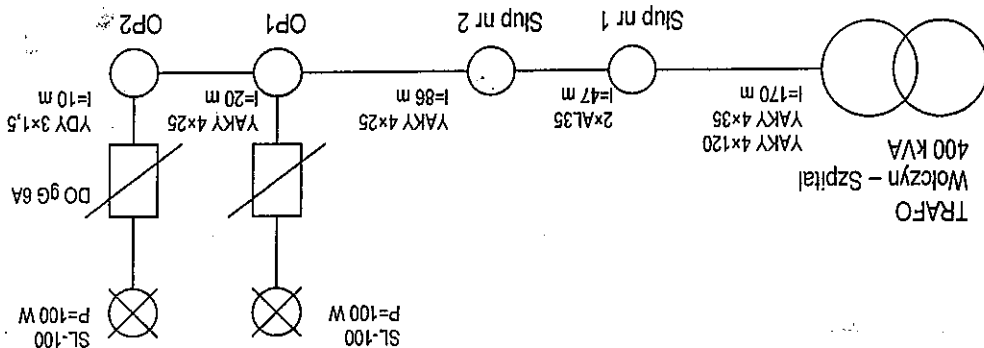 SL-100
P=100 W
SL-100
P=100 W
TRAFO
Wołczyn – Szpital
400 kVA
DO gG 6A
YAKY 4×120
YAKY 4×35
l=170 m
2×AL35
l=47 m
YAKY 4×25
l=86 m
YAKY 4×25
l=20 m
YDY 3×1,5
l=10 m
Słup nr 1
Słup nr 2
OP1
OP2